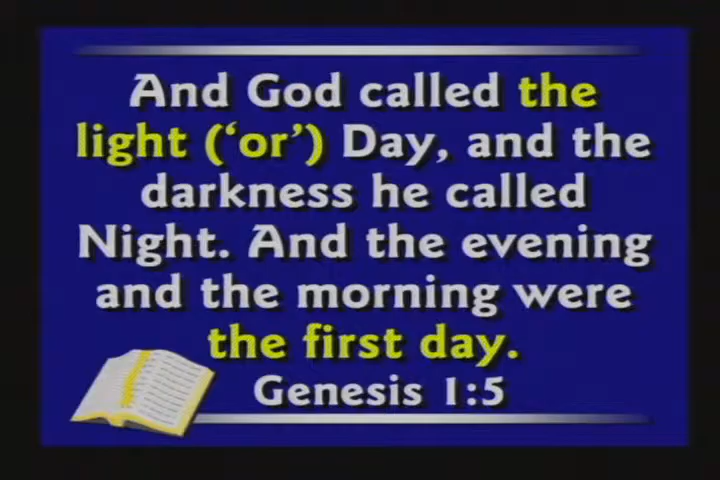 And God called the
light (‘or’) Day, and the
darkness he called
Night. And the evening
and the morning were
the first day.
Genesis 1:5